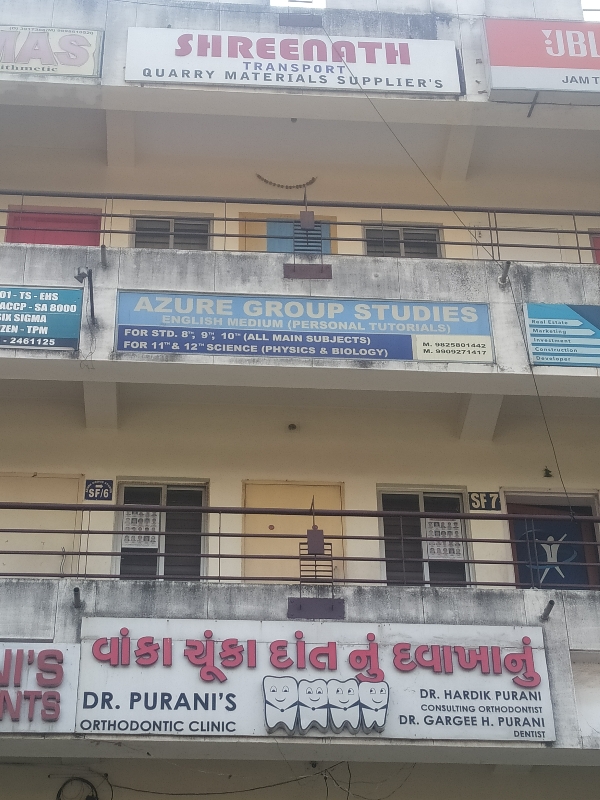 MAS
ithmetic
SHREENATH
TRANSPORT
QUARRY MATERIALS SUPPLIER'S
JBL
JAM T
01 - TS - EHS
ACCP - SA 8000
SIX SIGMA
ZEN - TPM
- 2461125
AZURE GROUP STUDIES
ENGLISH MEDIUM (PERSONAL TUTORIALS)
FOR STD. 8th, 9th, 10th (ALL MAIN SUBJECTS)
FOR 11th & 12th SCIENCE (PHYSICS & BIOLOGY)
M. 9825801442
M. 9909271417
Real Estate
Marketing
Investment
Construction
Developer
SF/6
SF-7
NI'S
NTS
વાંકા ચૂંકા દાંત નું દવાખાનું
DR. PURANI'S
ORTHODONTIC CLINIC
DR. HARDIK PURANI
CONSULTING ORTHODONTIST
DR. GARGEE H. PURANI
DENTIST